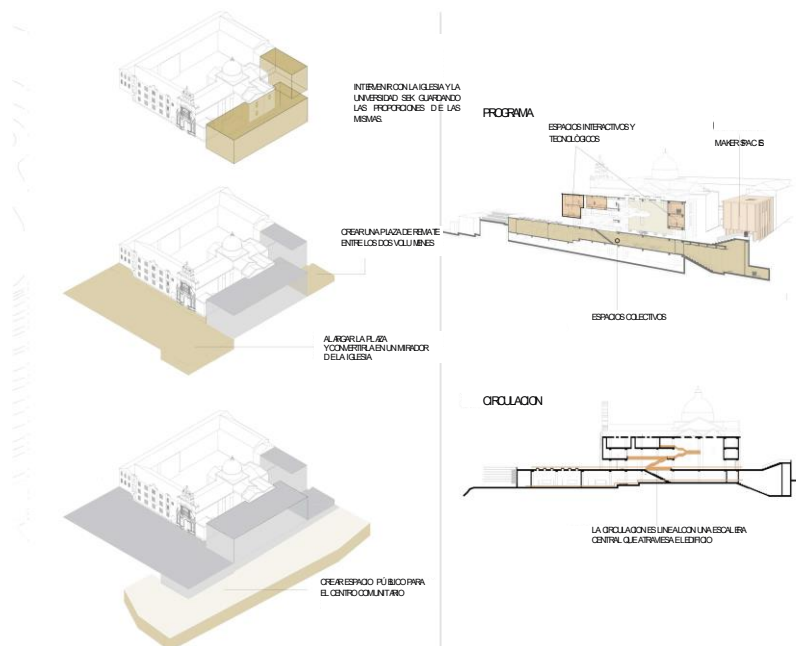 INTERVENIR CON LA IGLESIA Y LA
UNIVERSIDAD SEK GUARDANDO
LAS PROPORCIONES DE LAS
MISMAS.
CREAR UNA PLAZA DE REMATE
ENTRE LOS DOS VOLUMENES
ALARGAR LA PLAZA
Y CONVERTIRLA EN UN MIRADOR
DE LA IGLESIA
CREAR ESPACIO PÚBLICO PARA
EL CENTRO COMUNITARIO
PROGRAMA
ESPACIOS INTERACTIVOS Y
TECNOLÒGICOS
MAKER SPACES
ESPACIOS COLECTIVOS
CIRCULACION
LA CIRCULACION ES LINEAL CON UNA ESCALERA
CENTRAL QUE ATRAVIESA EL EDIFICIO